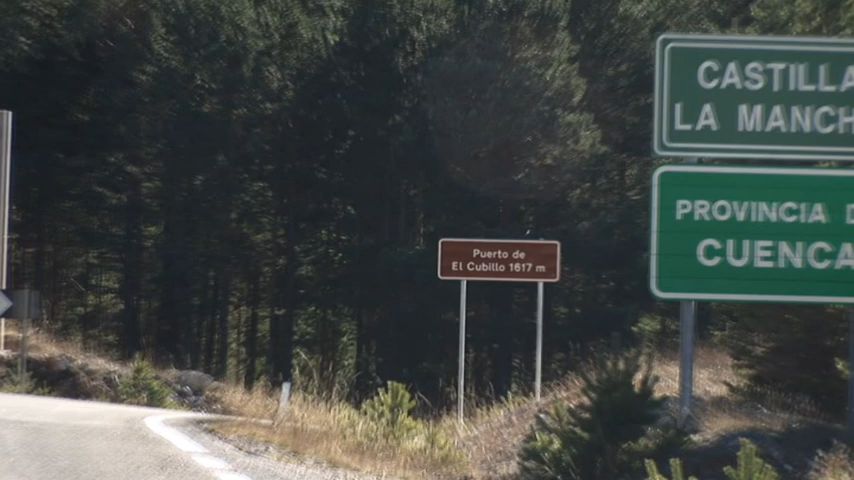 CASTILLA
LA MANCH
PROVINCIA D
CUENCA
Puerto de
El Cubillo 1617 m